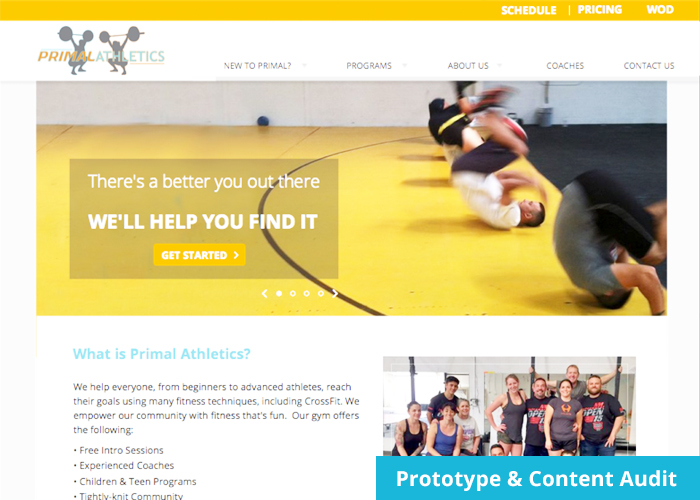 SCHEDULE | PRICING WOD
PRIMALATHLETICS
NEW TO PRIMAL? PROGRAMS ABOUT US COACHES CONTACT US
There's a better you out there
WE'LL HELP YOU FIND IT
GET STARTED
What is Primal Athletics?
We help everyone, from beginners to advanced athletes, reach
their goals using many fitness techniques, including CrossFit. We
empower our community with fitness that's fun. Our gym offers
the following:
• Free Intro Sessions
• Experienced Coaches
• Children & Teen Programs
• Tightly-knit Community
Prototype & Content Audit